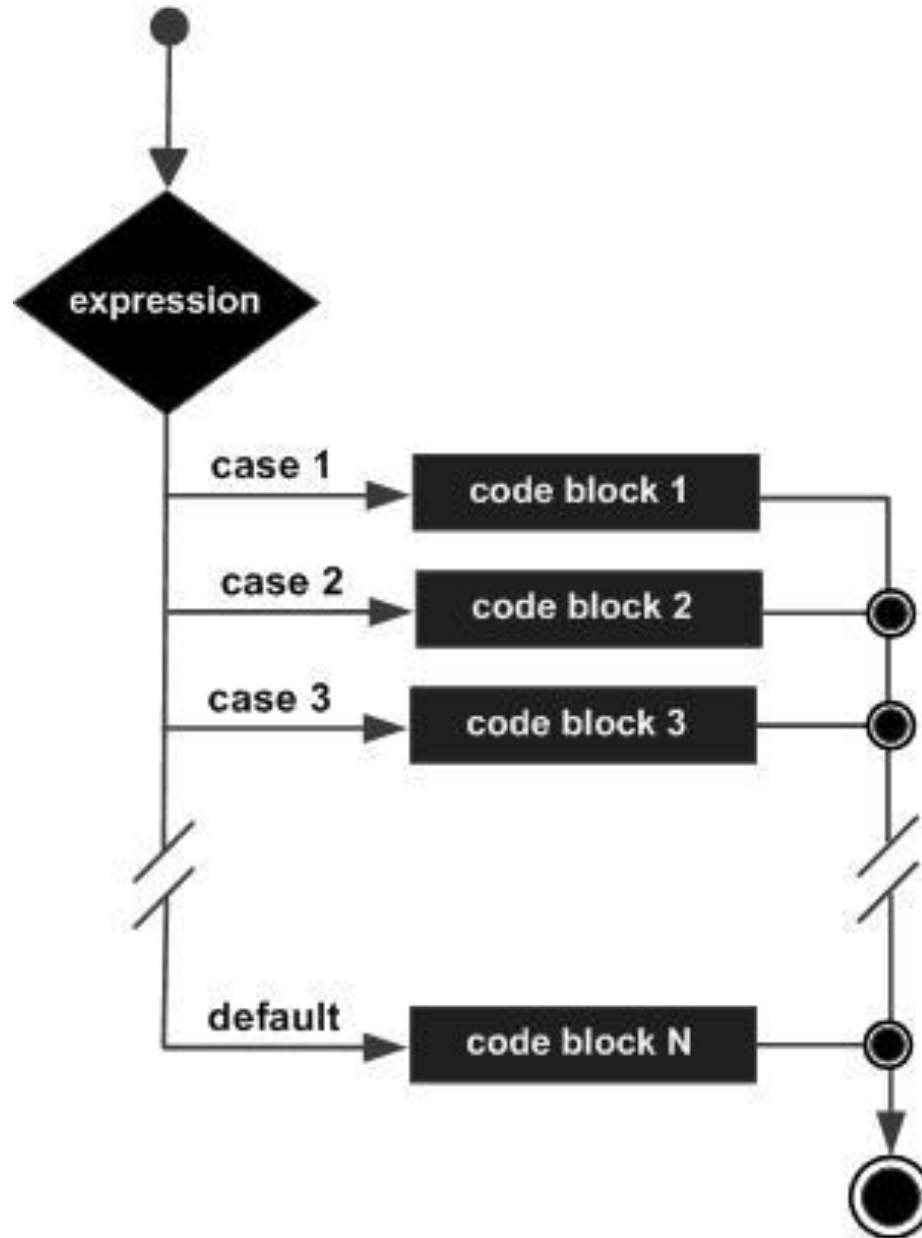 expression
case 1
code block 1
case 2
code block 2
case 3
code block 3
default
code block N